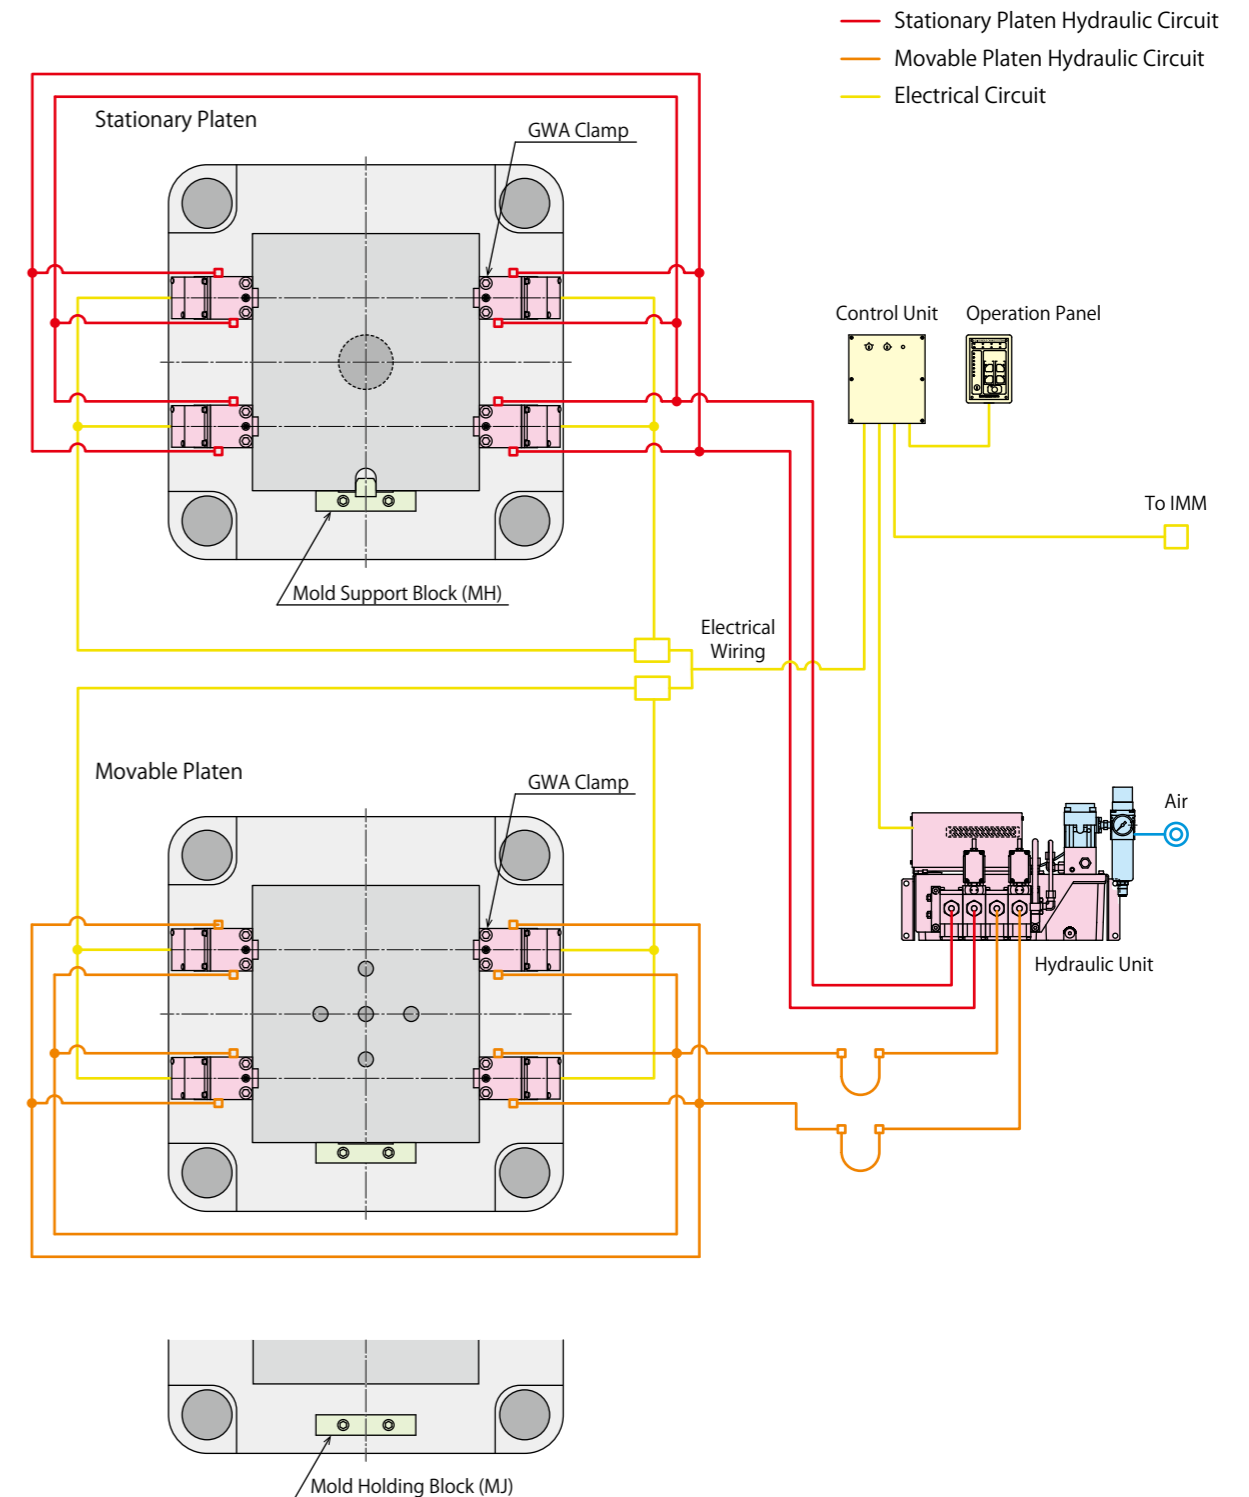 Stationary Platen Hydraulic Circuit
Movable Platen Hydraulic Circuit
Electrical Circuit
Stationary Platen
GWA Clamp
Control Unit
Operation Panel
To IMM
Mold Support Block (MH)
Electrical
Wiring
Movable Platen
GWA Clamp
Air
Hydraulic Unit
Mold Holding Block (MJ)